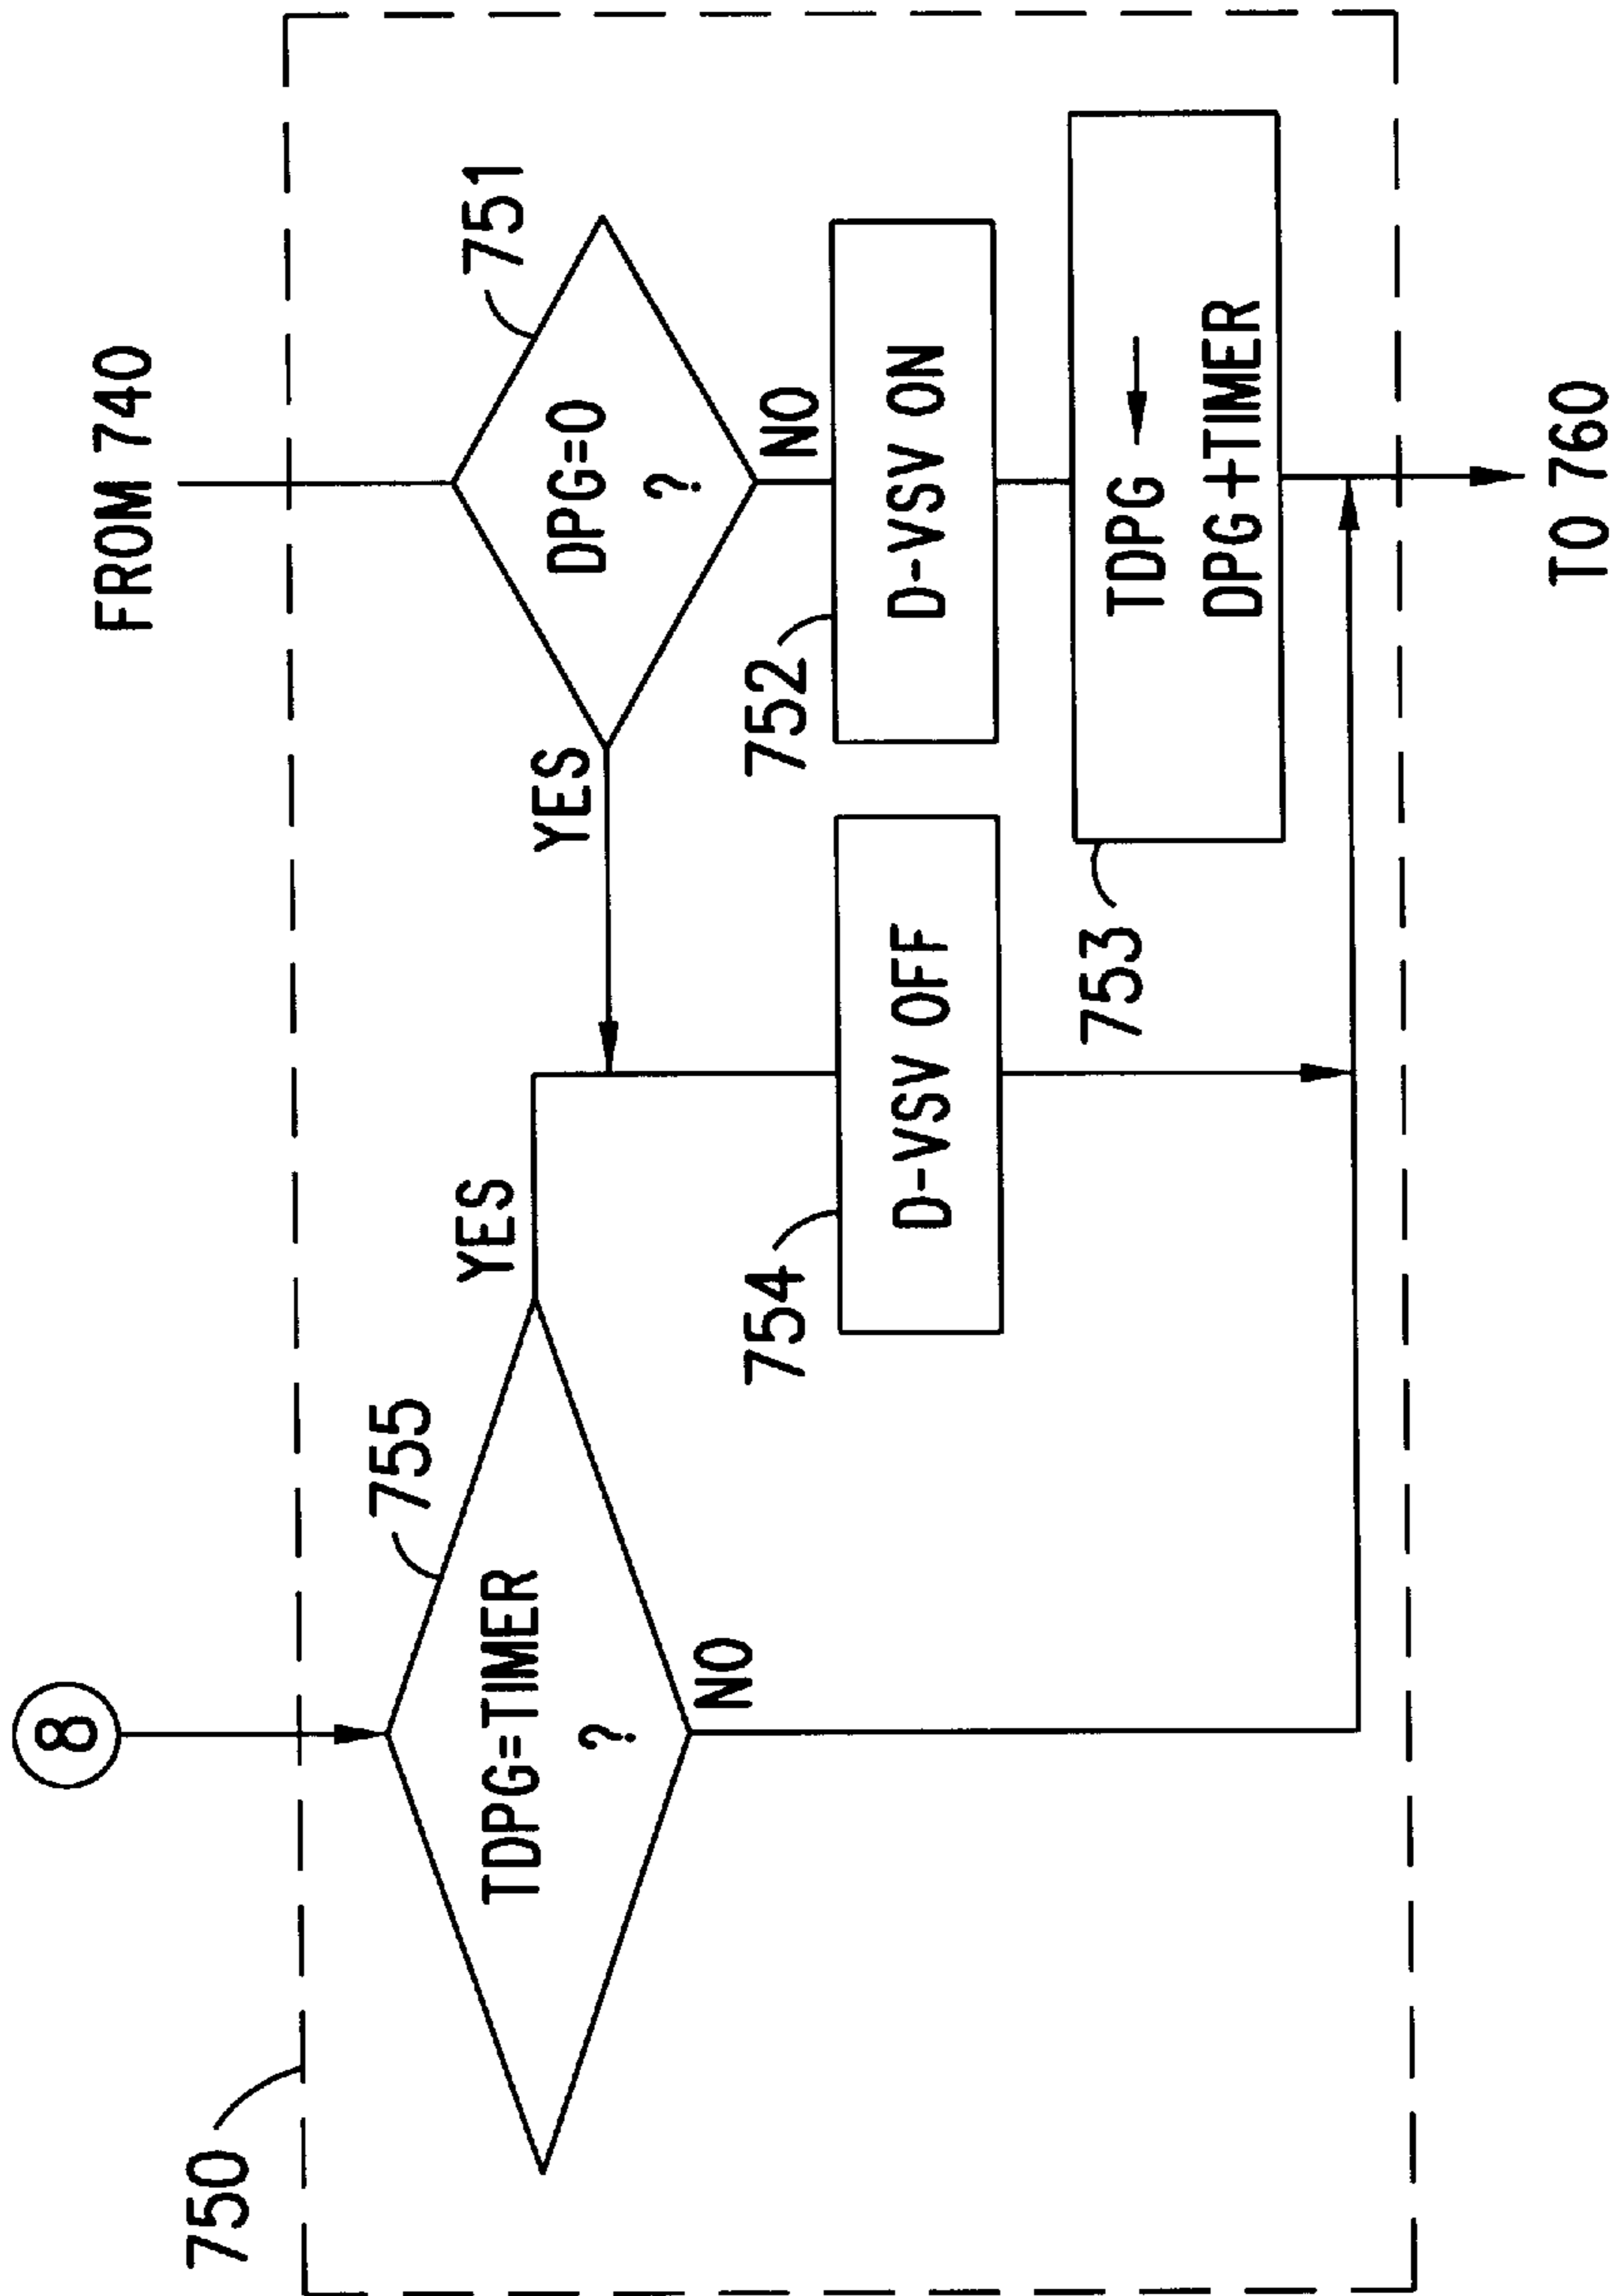 750
8
FROM 740
755
TDPG=TIMER
?
YES
NO
YES
751
DPG=0
?
NO
754
D-VSV OFF
752
D-VSV ON
753
TDPG ←
DPG+TIMER
TO 760